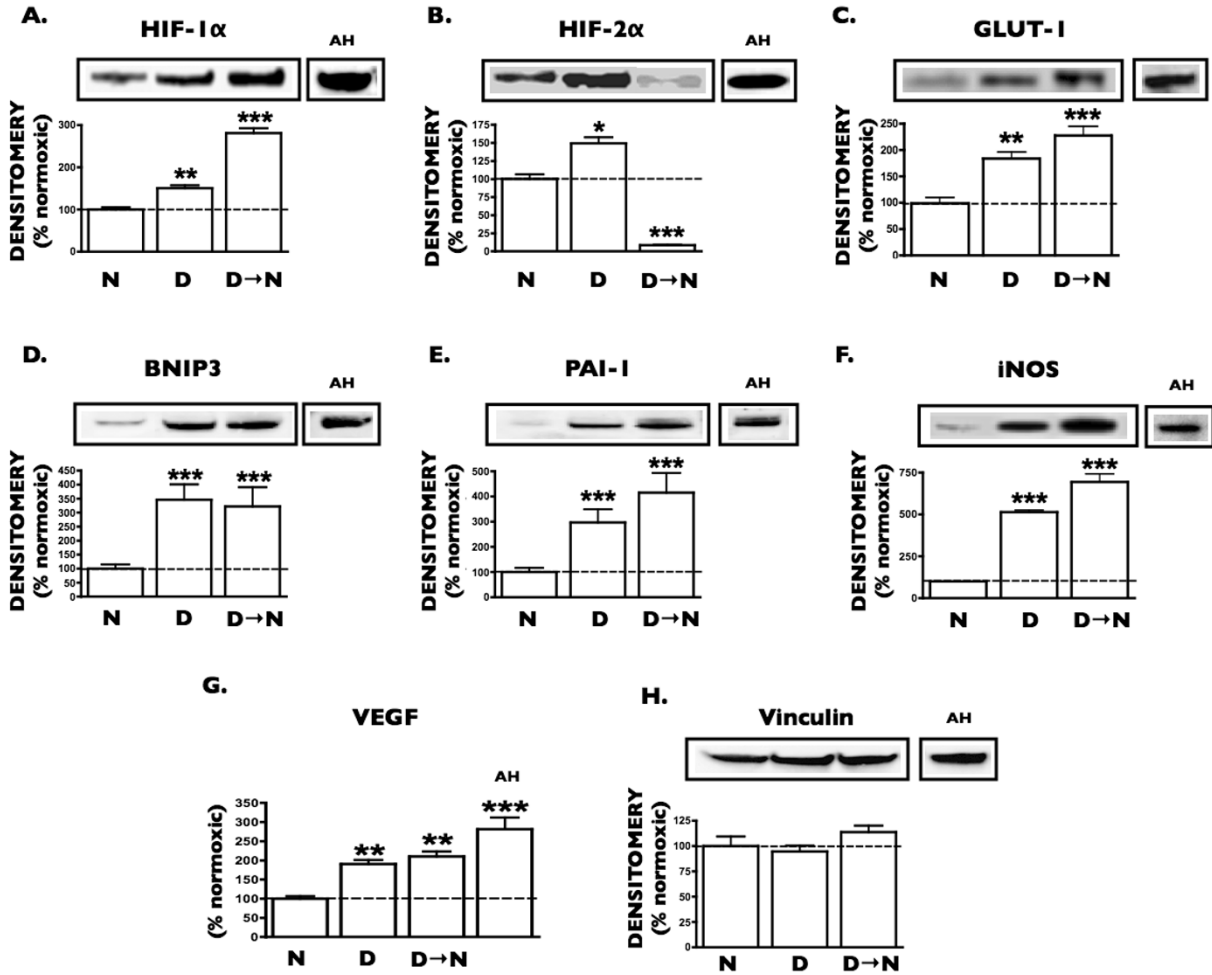 A.
HIF-1α
AH
DENSITOMERY
(% normoxic)
300
200
100
0
**
***
N D D→N
B.
HIF-2α
AH
DENSITOMERY
(% normoxic)
175
150
125
100
75
50
25
0
*
***
N D D→N
C.
GLUT-1
DENSITOMERY
(% normoxic)
250
200
150
100
50
0
**
***
N D D→N
D.
BNIP3
AH
DENSITOMERY
(% normoxic)
450
400
350
300
250
200
150
100
50
0
***
***
N D D→N
E.
PAI-1
AH
DENSITOMERY
(% normoxic)
500
400
300
200
100
0
***
***
N D D→N
F.
iNOS
AH
DENSITOMERY
(% normoxic)
750
500
250
0
***
***
N D D→N
G.
VEGF
AH
(% normoxic)
350
300
250
200
150
100
50
0
**
**
***
N D D→N
H.
Vinculin
AH
DENSITOMERY
(% normoxic)
125
100
75
50
25
0
N D D→N